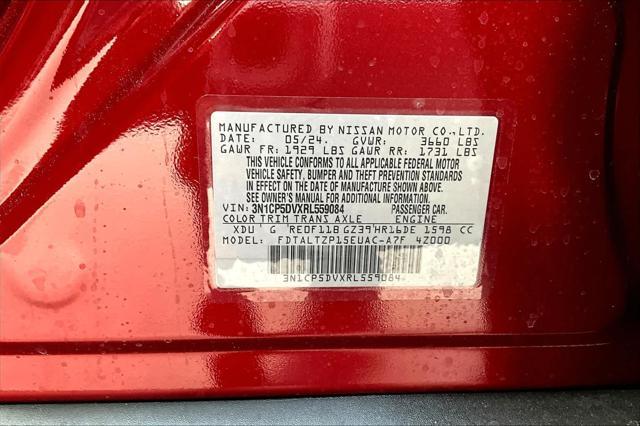 MANUFACTURED BY NISSAN MOTOR CO.,LTD.
DATE: 05/24. GVWR: 3660 LBS
GAWR FR: 1929 LBS GAWR RR: 1731 LBS
THIS VEHICLE CONFORMS TO ALL APPLICABLE FEDERAL MOTOR
VEHICLE SAFETY, BUMPER AND THEFT PREVENTION STANDARDS
IN EFFECT ON THE DATE OF MANUFACTURE SHOWN ABOVE.
SEE OWNER'S MANUAL FOR ADDITIONAL INFORMATION.
VIN: 3N1CP5DVXRL559084 PASSENGER CAR.
COLOR TRIM TRANS AXLE ENGINE
XDU G RE0F11B GZ39 HR16DE 1598 CC
MODEL: FDTALTZP15EUAC-A7F 4Z000
3N1CP5DVXRL559084